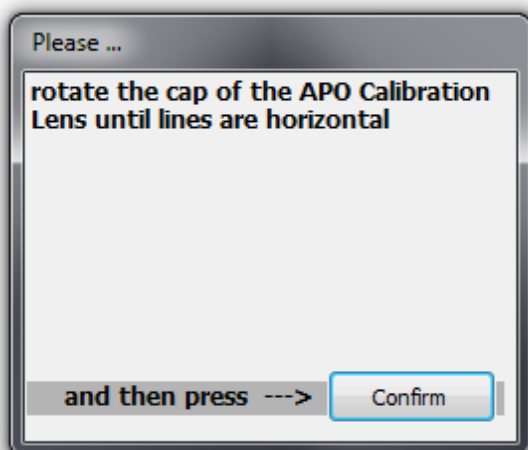 Please ...
rotate the cap of the APO Calibration
Lens until lines are horizontal
and then press --->
Confirm